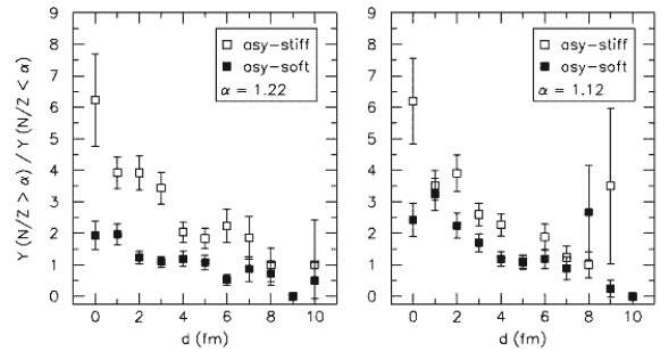 Y (N/Z > α) / Y (N/Z < α)
9
8
7
6
5
4
3
2
1
0
asy-stiff
asy-soft
α = 1.22
0 2 4 6 8 10
d (fm)
9
8
7
6
5
4
3
2
1
0
asy-stiff
asy-soft
α = 1.12
0 2 4 6 8 10
d (fm)